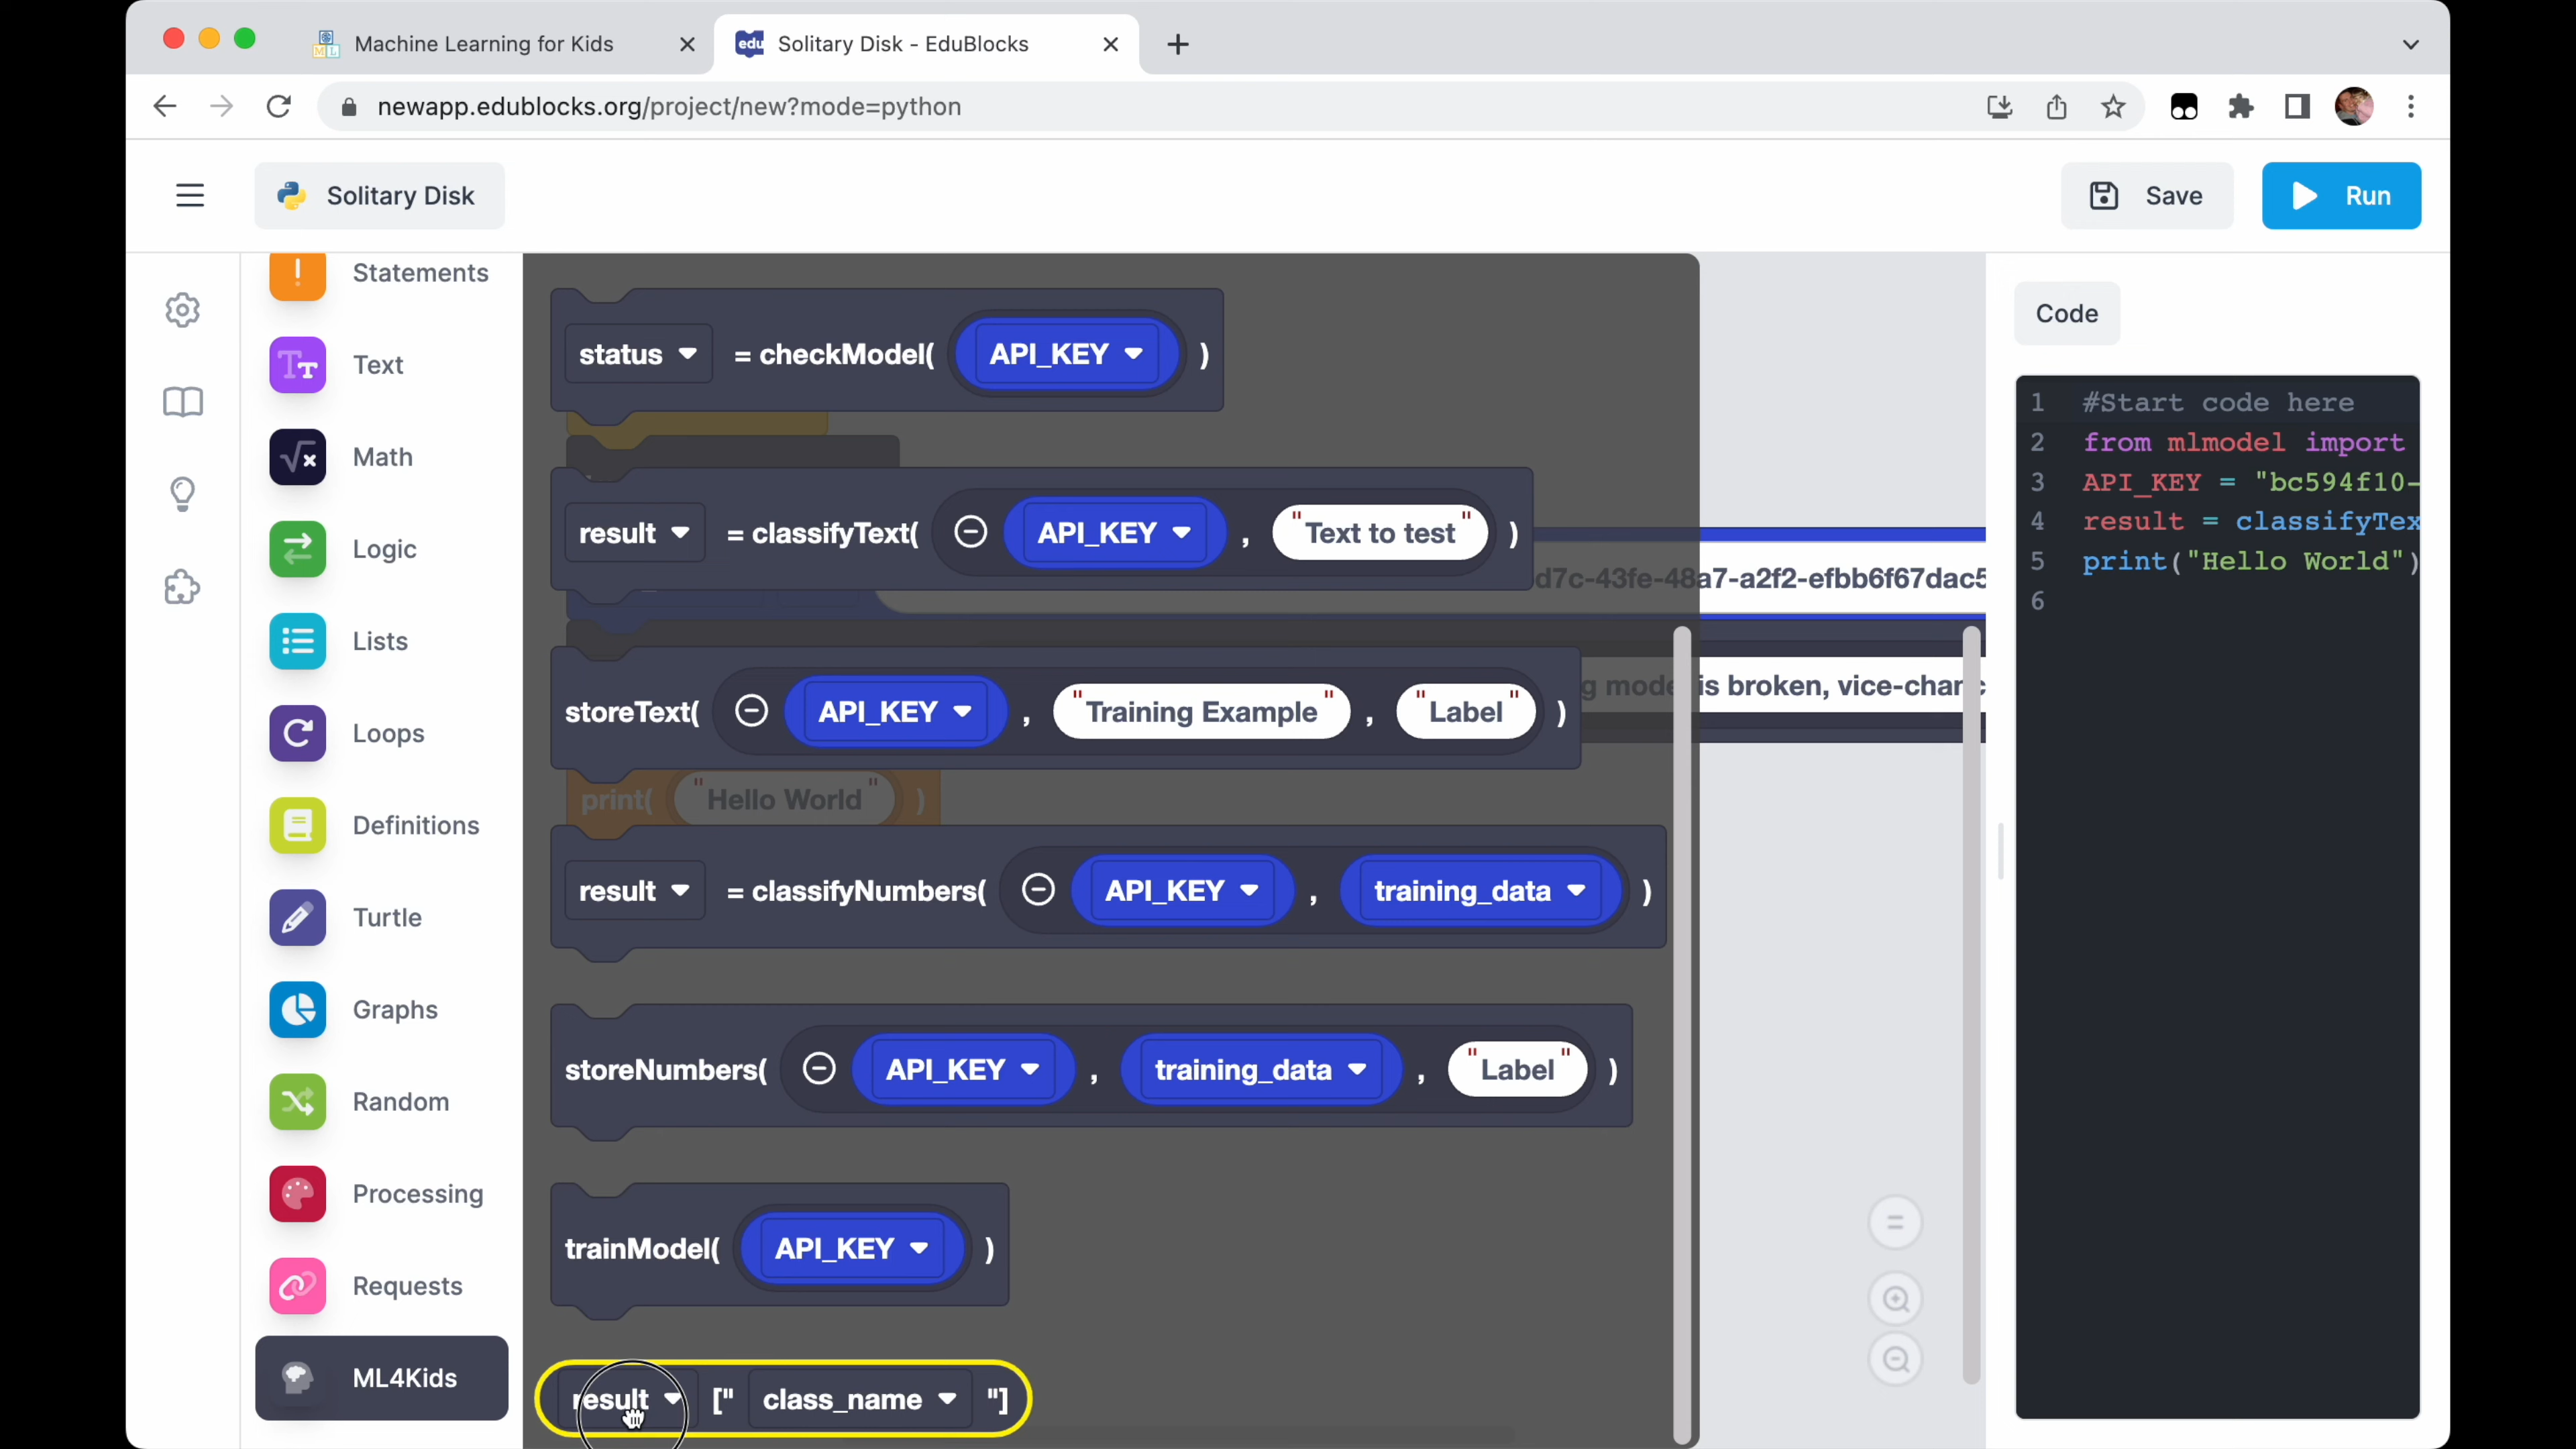 Machine Learning for Kids
edu Solitary Disk - EduBlocks
newapp.edublocks.org/project/new?mode=python
Solitary Disk
Save
Run
Statements
Text
Math
Logic
Lists
Loops
Definitions
Turtle
Graphs
Random
Processing
Requests
ML4Kids
status = checkModel( API_KEY )
result = classifyText( API_KEY , "Text to test" )
d7c-43fe-48a7-a2f2-efbb6f67dac5
storeText( API_KEY , "Training Example" , "Label" )
g mode is broken, vice-chanc
print( "Hello World" )
result = classifyNumbers( API_KEY , training_data )
storeNumbers( API_KEY , training_data , "Label" )
trainModel( API_KEY )
result [" class_name "]
Code
1 #Start code here
2 from mlmodel import
3 API_KEY = "bc594f10-
4 result = classifyTex
5 print("Hello World")
6